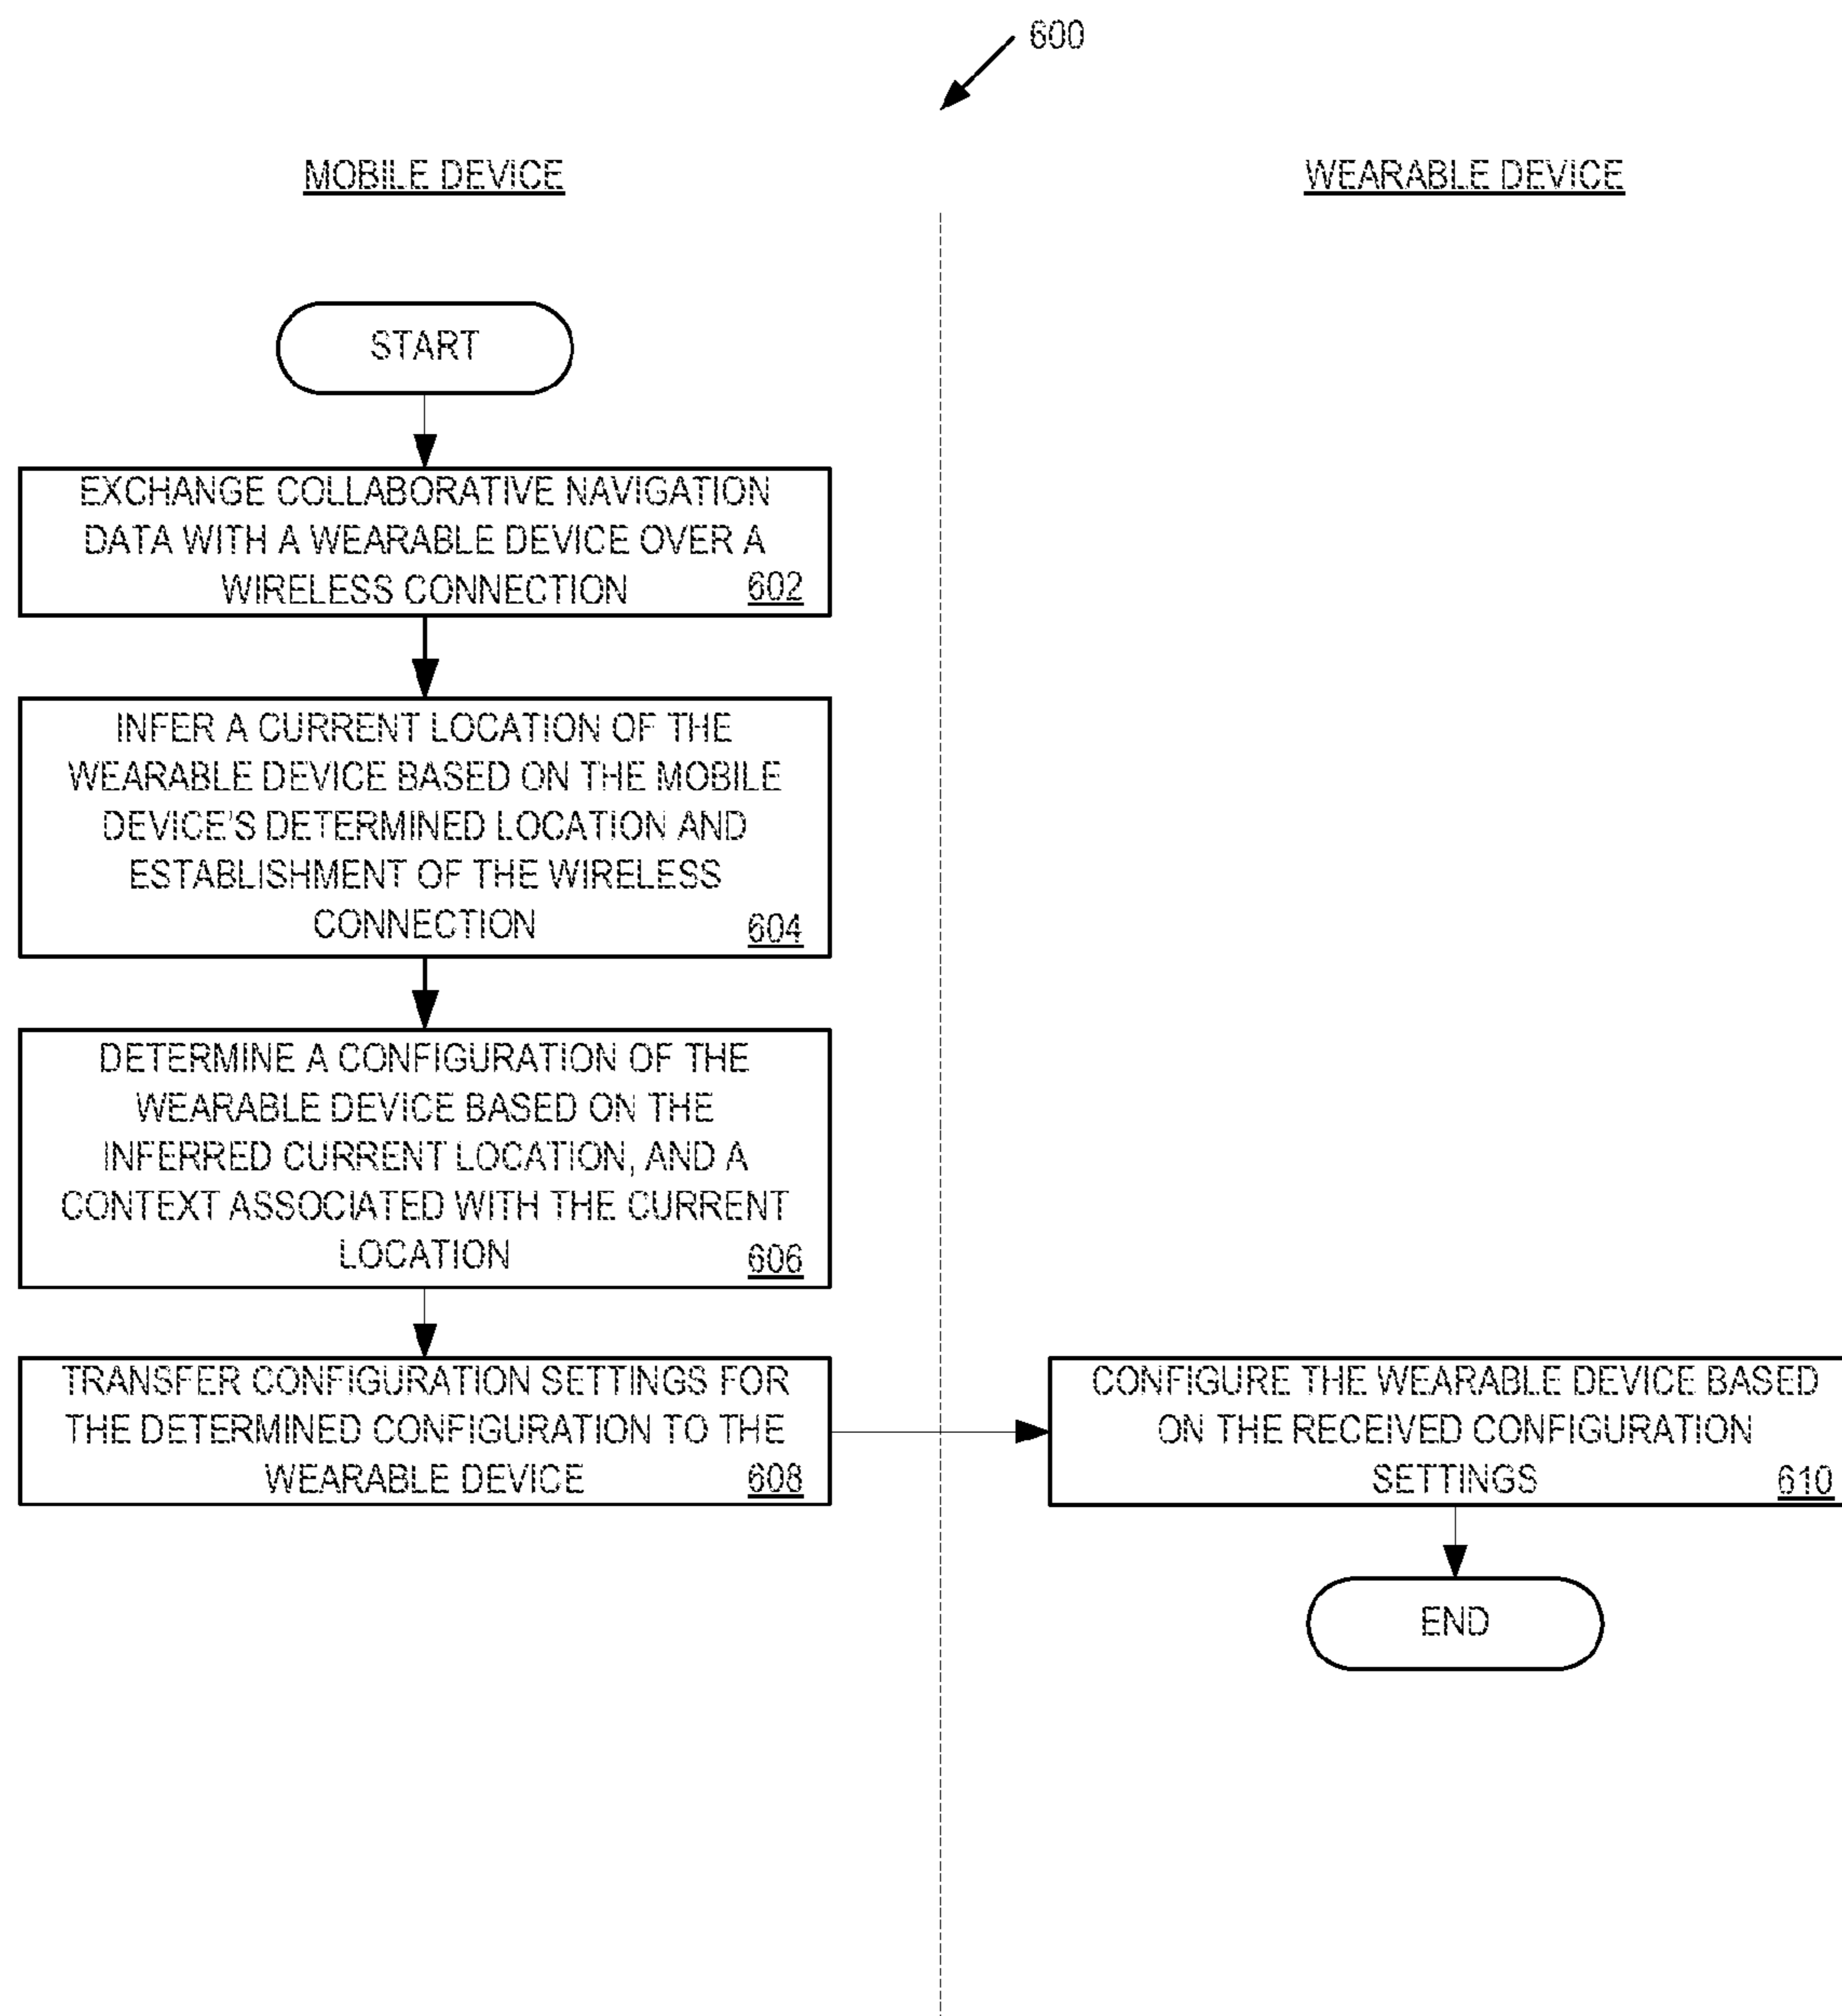 600
MOBILE DEVICE
WEARABLE DEVICE
START
EXCHANGE COLLABORATIVE NAVIGATION
DATA WITH A WEARABLE DEVICE OVER A
WIRELESS CONNECTION 602
INFER A CURRENT LOCATION OF THE
WEARABLE DEVICE BASED ON THE MOBILE
DEVICE'S DETERMINED LOCATION AND
ESTABLISHMENT OF THE WIRELESS
CONNECTION 604
DETERMINE A CONFIGURATION OF THE
WEARABLE DEVICE BASED ON THE
INFERRED CURRENT LOCATION, AND A
CONTEXT ASSOCIATED WITH THE CURRENT
LOCATION 606
TRANSFER CONFIGURATION SETTINGS FOR
THE DETERMINED CONFIGURATION TO THE
WEARABLE DEVICE 608
CONFIGURE THE WEARABLE DEVICE BASED
ON THE RECEIVED CONFIGURATION
SETTINGS 610
END